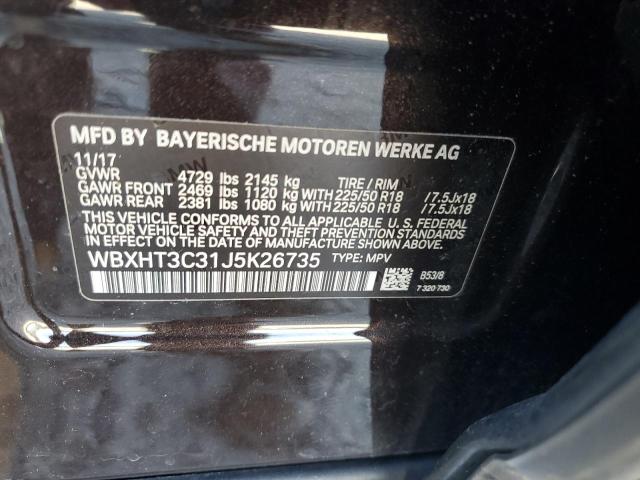 MFD BY BAYERISCHE MOTOREN WERKE AG
11/17
GVWR 4729 lbs 2145 kg TIRE / RIM
GAWR FRONT 2469 lbs 1120 kg WITH 225/50 R18 /7.5Jx18
GAWR REAR 2381 lbs 1080 kg WITH 225/50 R18 /7.5Jx18
THIS VEHICLE CONFORMS TO ALL APPLICABLE U. S. FEDERAL
MOTOR VEHICLE SAFETY, BUMPER, AND THEFT PREVENTION
STANDARDS IN EFFECT ON THE DATE OF MANUFACTURE SHOWN ABOVE.
WBXHT3C31J5K26735 TYPE: MPV
B53/8
7 320 730